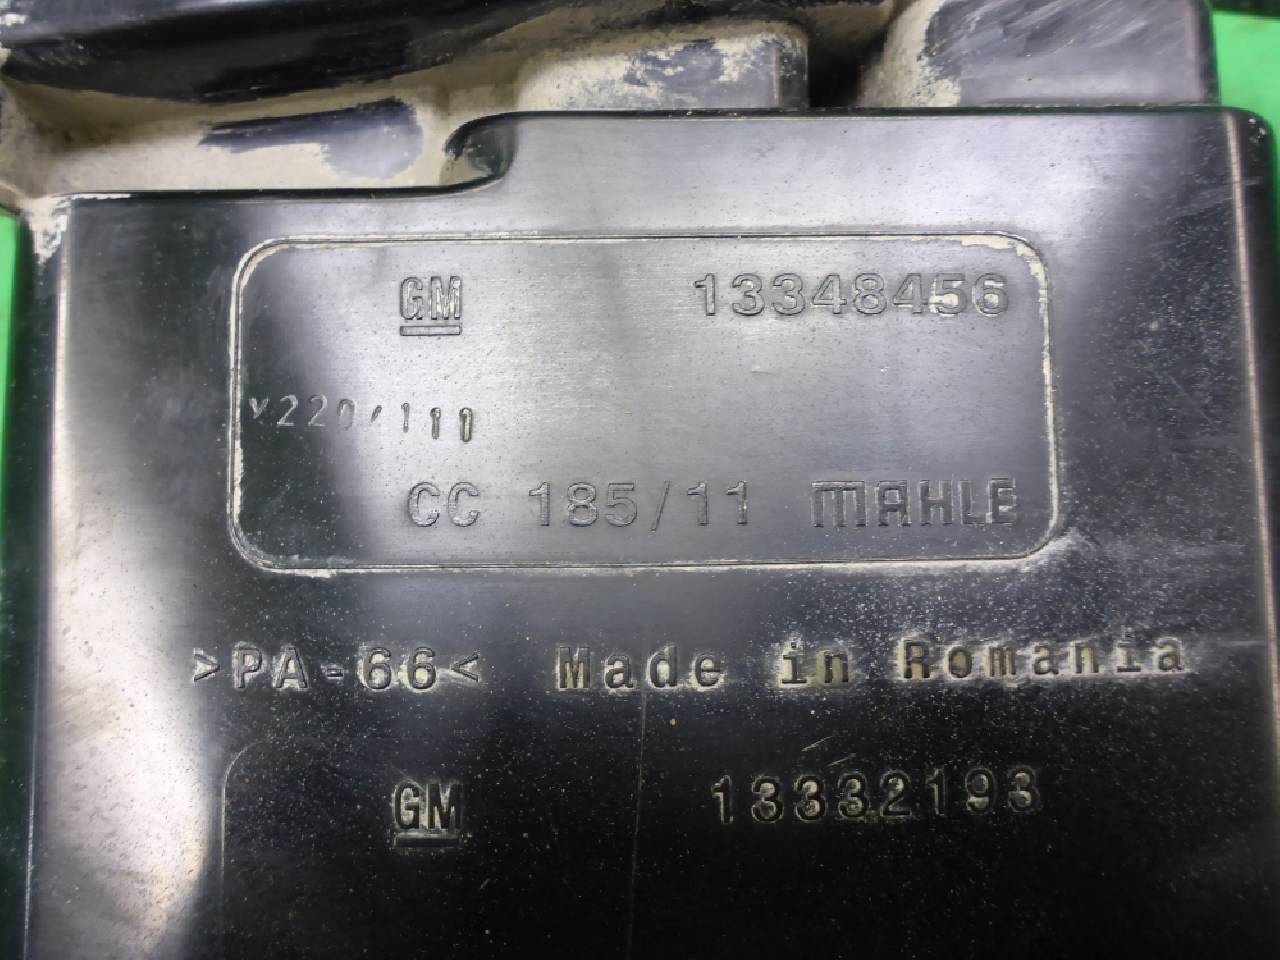 GM 13348456
CC 185/11 MAHLE
>PA-66< Made in Romania
GM 13332193